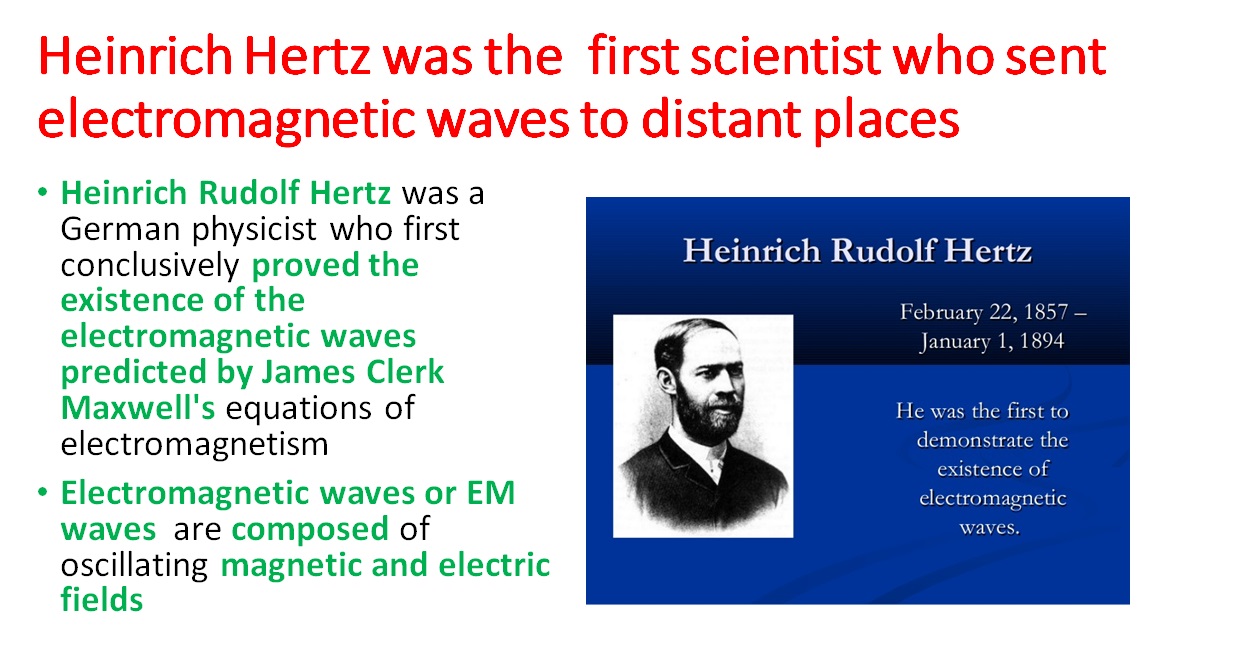 Heinrich Hertz was the  first scientist who sent
electromagnetic waves to distant places
• Heinrich Rudolf Hertz was a
German physicist who first
conclusively proved the
existence of the
electromagnetic waves
predicted by James Clerk
Maxwell's equations of
electromagnetism
• Electromagnetic waves or EM
waves  are composed of
oscillating magnetic and electric
fields
Heinrich Rudolf Hertz
February 22, 1857 –
January 1, 1894
He was the first to
demonstrate the
existence of
electromagnetic
waves.